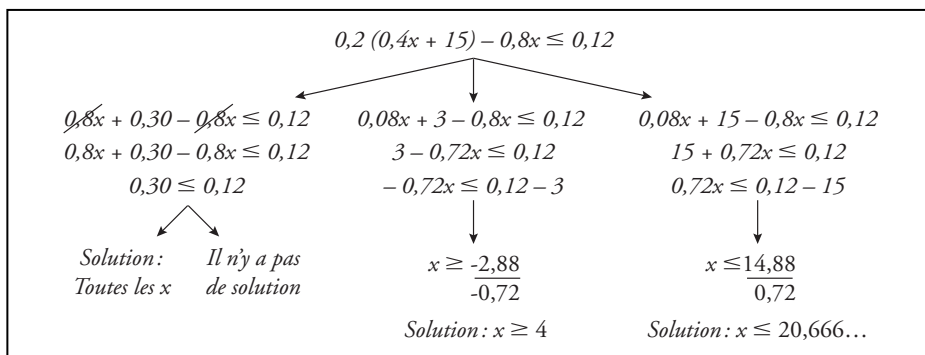 0,2 (0,4x + 15) – 0,8x ≤ 0,12
0,8x + 0,30 – 0,8x ≤ 0,12
0,8x + 0,30 – 0,8x ≤ 0,12
0,30 ≤ 0,12
Solution :
Toutes les x
Il n'y a pas
de solution
0,08x + 3 – 0,8x ≤ 0,12
3 – 0,72x ≤ 0,12
– 0,72x ≤ 0,12 – 3
x ≥ -2,88
-0,72
Solution : x ≥ 4
0,08x + 15 – 0,8x ≤ 0,12
15 + 0,72x ≤ 0,12
0,72x ≤ 0,12 – 15
x ≤ 14,88
0,72
Solution : x ≤ 20,666…